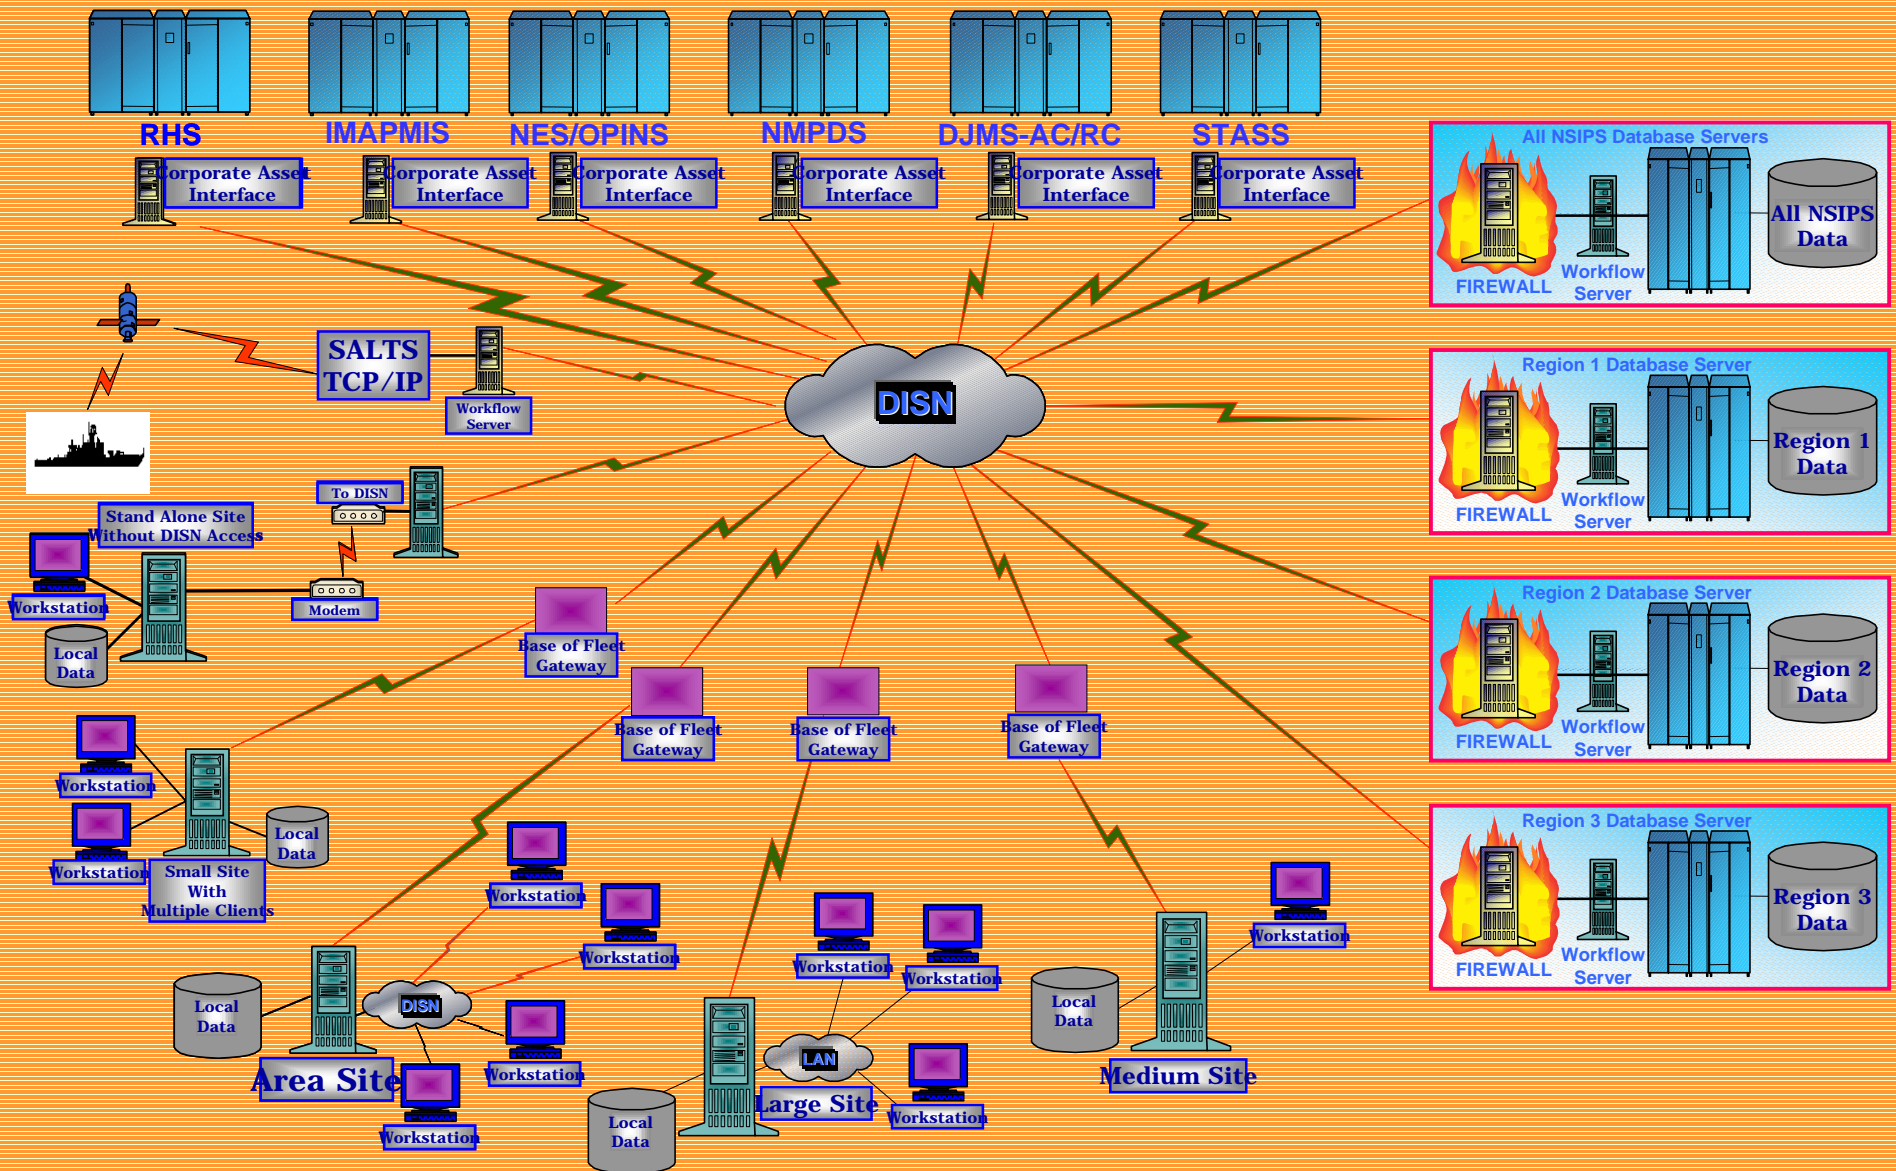 RHS
IMAPMIS
NES/OPINS
NMPDS
DJMS-AC/RC
STASS
Corporate Asset
Interface
Corporate Asset
Interface
Corporate Asset
Interface
Corporate Asset
Interface
Corporate Asset
Interface
Corporate Asset
Interface
All NSIPS Database Servers
All NSIPS
Data
FIREWALL
Workflow
Server
SALTS
TCP/IP
Workflow
Server
DISN
Region 1 Database Server
Region 1
Data
FIREWALL
Workflow
Server
To DISN
Stand Alone Site
Without DISN Access
Workstation
Modem
Local
Data
Base of Fleet
Gateway
Base of Fleet
Gateway
Base of Fleet
Gateway
Base of Fleet
Gateway
Region 2 Database Server
Region 2
Data
FIREWALL
Workflow
Server
Workstation
Workstation
Local
Data
Small Site
With
Multiple Clients
Region 3 Database Server
Region 3
Data
FIREWALL
Workflow
Server
Workstation
Workstation
Local
Data
DISN
Workstation
Area Site
Workstation
Workstation
Workstation
LAN
Large Site
Workstation
Local
Data
Workstation
Local
Data
Medium Site